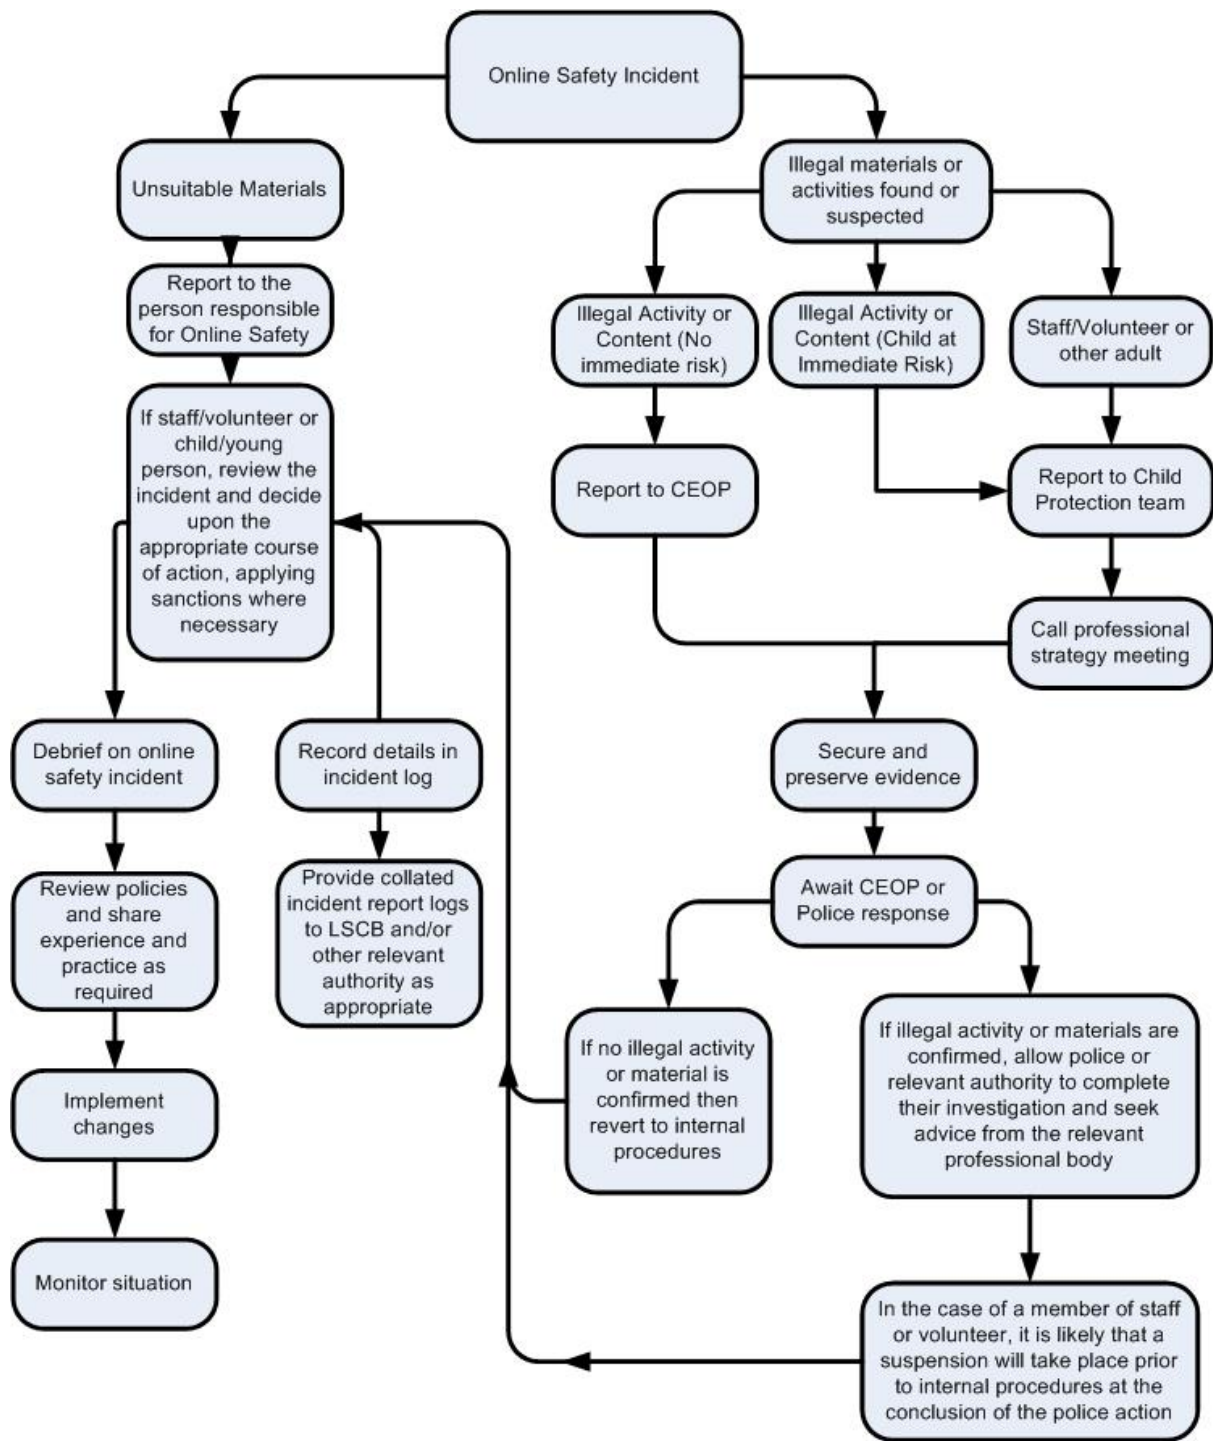 Online Safety Incident
Unsuitable Materials
Illegal materials or
activities found or
suspected
Report to the
person responsible
for Online Safety
Illegal Activity or
Content (No
immediate risk)
Illegal Activity or
Content (Child at
Immediate Risk)
Staff/Volunteer or
other adult
If staff/volunteer or
child/young
person, review the
incident and decide
upon the
appropriate course
of action, applying
sanctions where
necessary
Report to CEOP
Report to Child
Protection team
Call professional
strategy meeting
Debrief on online
safety incident
Record details in
incident log
Secure and
preserve evidence
Review policies
and share
experience and
practice as
required
Provide collated
incident report logs
to LSCB and/or
other relevant
authority as
appropriate
Await CEOP or
Police response
If no illegal activity
or material is
confirmed then
revert to internal
procedures
If illegal activity or materials are
confirmed, allow police or
relevant authority to complete
their investigation and seek
advice from the relevant
professional body
Implement
changes
Monitor situation
In the case of a member of staff
or volunteer, it is likely that a
suspension will take place prior
to internal procedures at the
conclusion of the police action